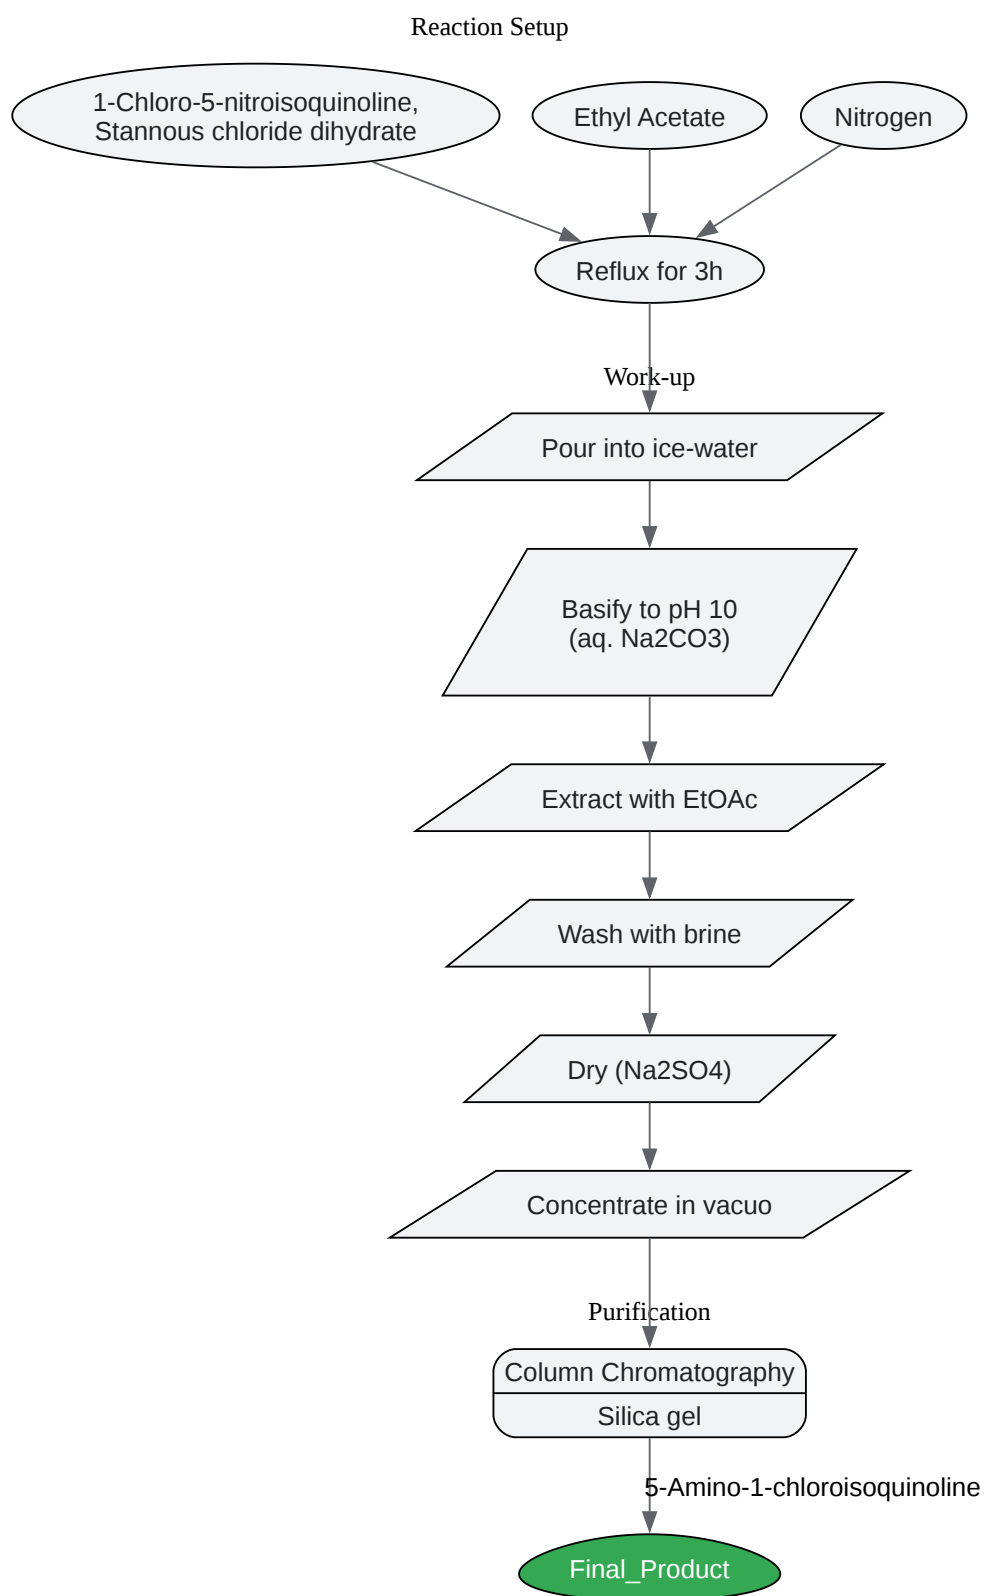 Reaction Setup
1-Chloro-5-nitroisoquinoline,
Stannous chloride dihydrate
Ethyl Acetate
Nitrogen
Reflux for 3h
Work-up
Pour into ice-water
Basify to pH 10
(aq. Na2CO3)
Extract with EtOAc
Wash with brine
Dry (Na2SO4)
Concentrate in vacuo
Purification
Column Chromatography
Silica gel
5-Amino-1-chloroisoquinoline
Final_Product